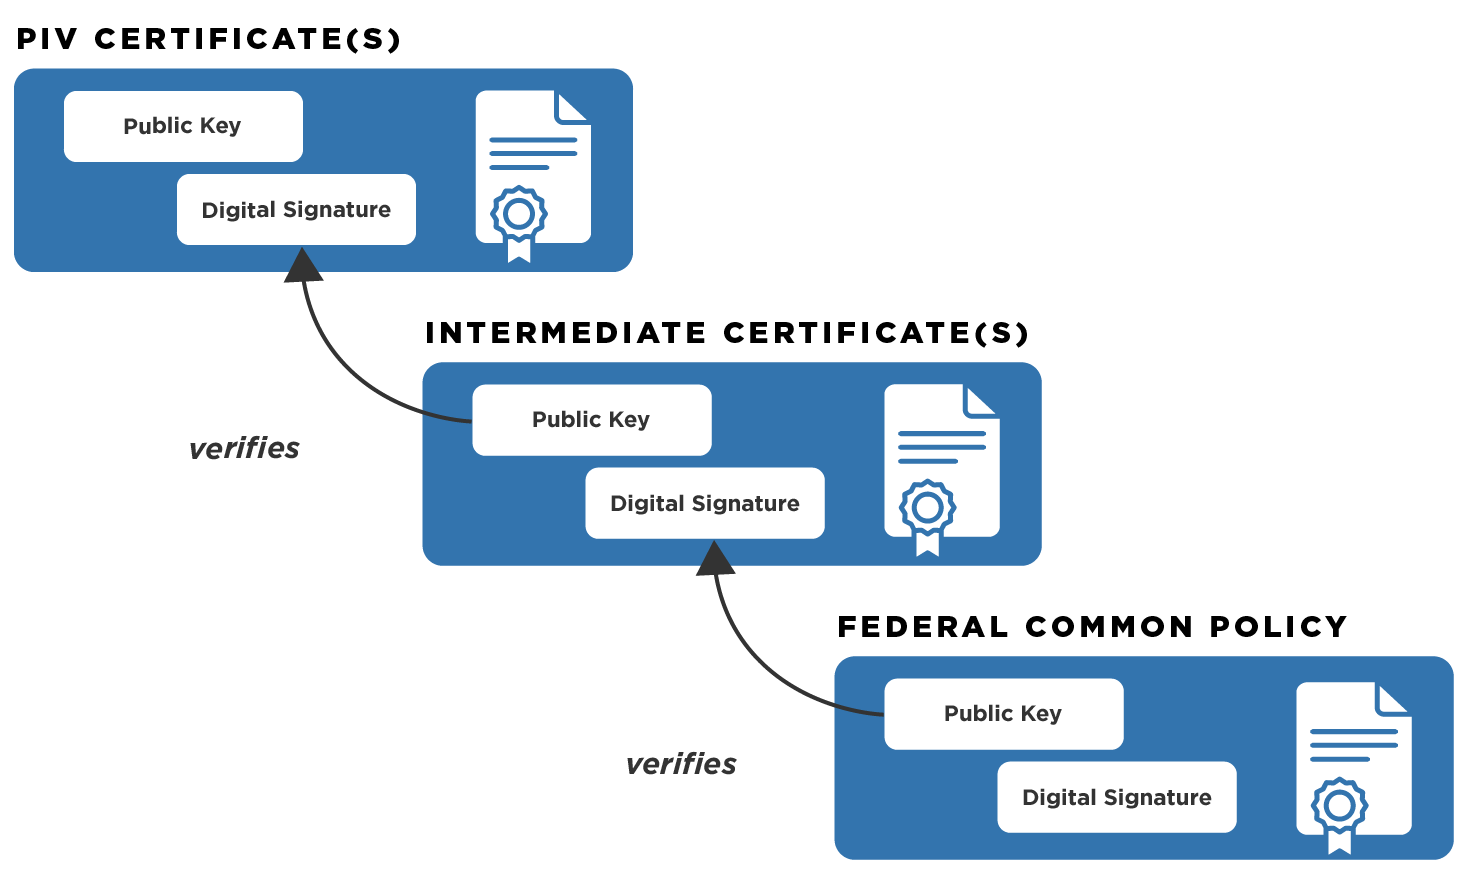 PIV CERTIFICATE(S)
Public Key
Digital Signature
INTERMEDIATE CERTIFICATE(S)
Public Key
verifies
Digital Signature
FEDERAL COMMON POLICY
Public Key
verifies
Digital Signature